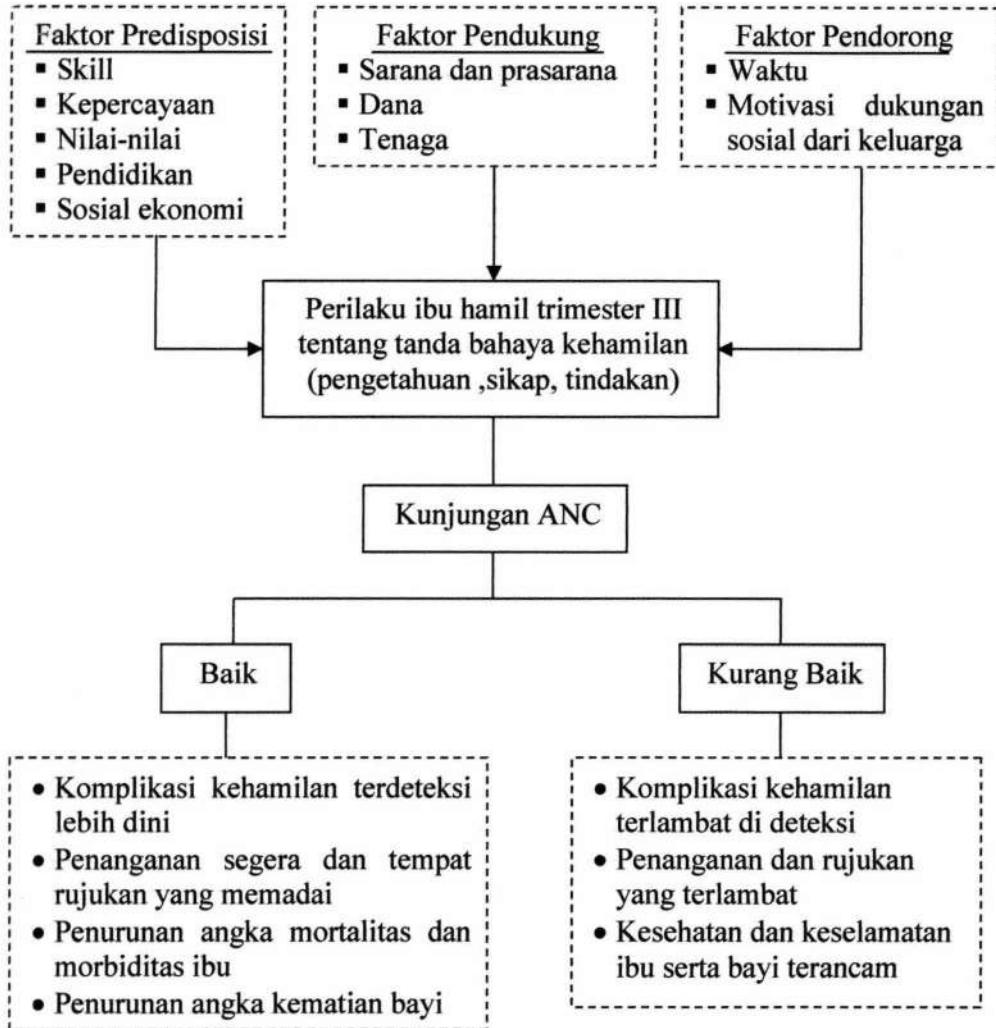 Faktor Predisposisi
▪ Skill
▪ Kepercayaan
▪ Nilai-nilai
▪ Pendidikan
▪ Sosial ekonomi
Faktor Pendukung
▪ Sarana dan prasarana
▪ Dana
▪ Tenaga
Faktor Pendorong
▪ Waktu
▪ Motivasi dukungan
sosial dari keluarga
Perilaku ibu hamil trimester III
tentang tanda bahaya kehamilan
(pengetahuan ,sikap, tindakan)
Kunjungan ANC
Baik
Kurang Baik
• Komplikasi kehamilan terdeteksi
lebih dini
• Penanganan segera dan tempat
rujukan yang memadai
• Penurunan angka mortalitas dan
morbiditas ibu
• Penurunan angka kematian bayi
• Komplikasi kehamilan
terlambat di deteksi
• Penanganan dan rujukan
yang terlambat
• Kesehatan dan keselamatan
ibu serta bayi terancam